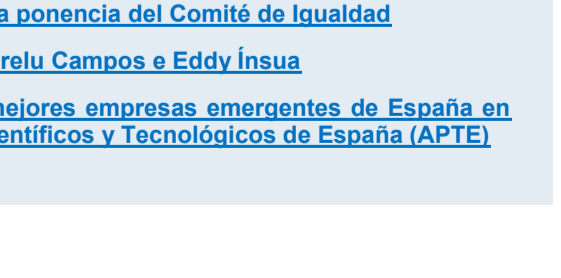 a ponencia del Comité de Igualdad
relu Campos e Eddy Ínsua
mejores empresas emergentes de España en
entíficos y Tecnológicos de España (APTE)